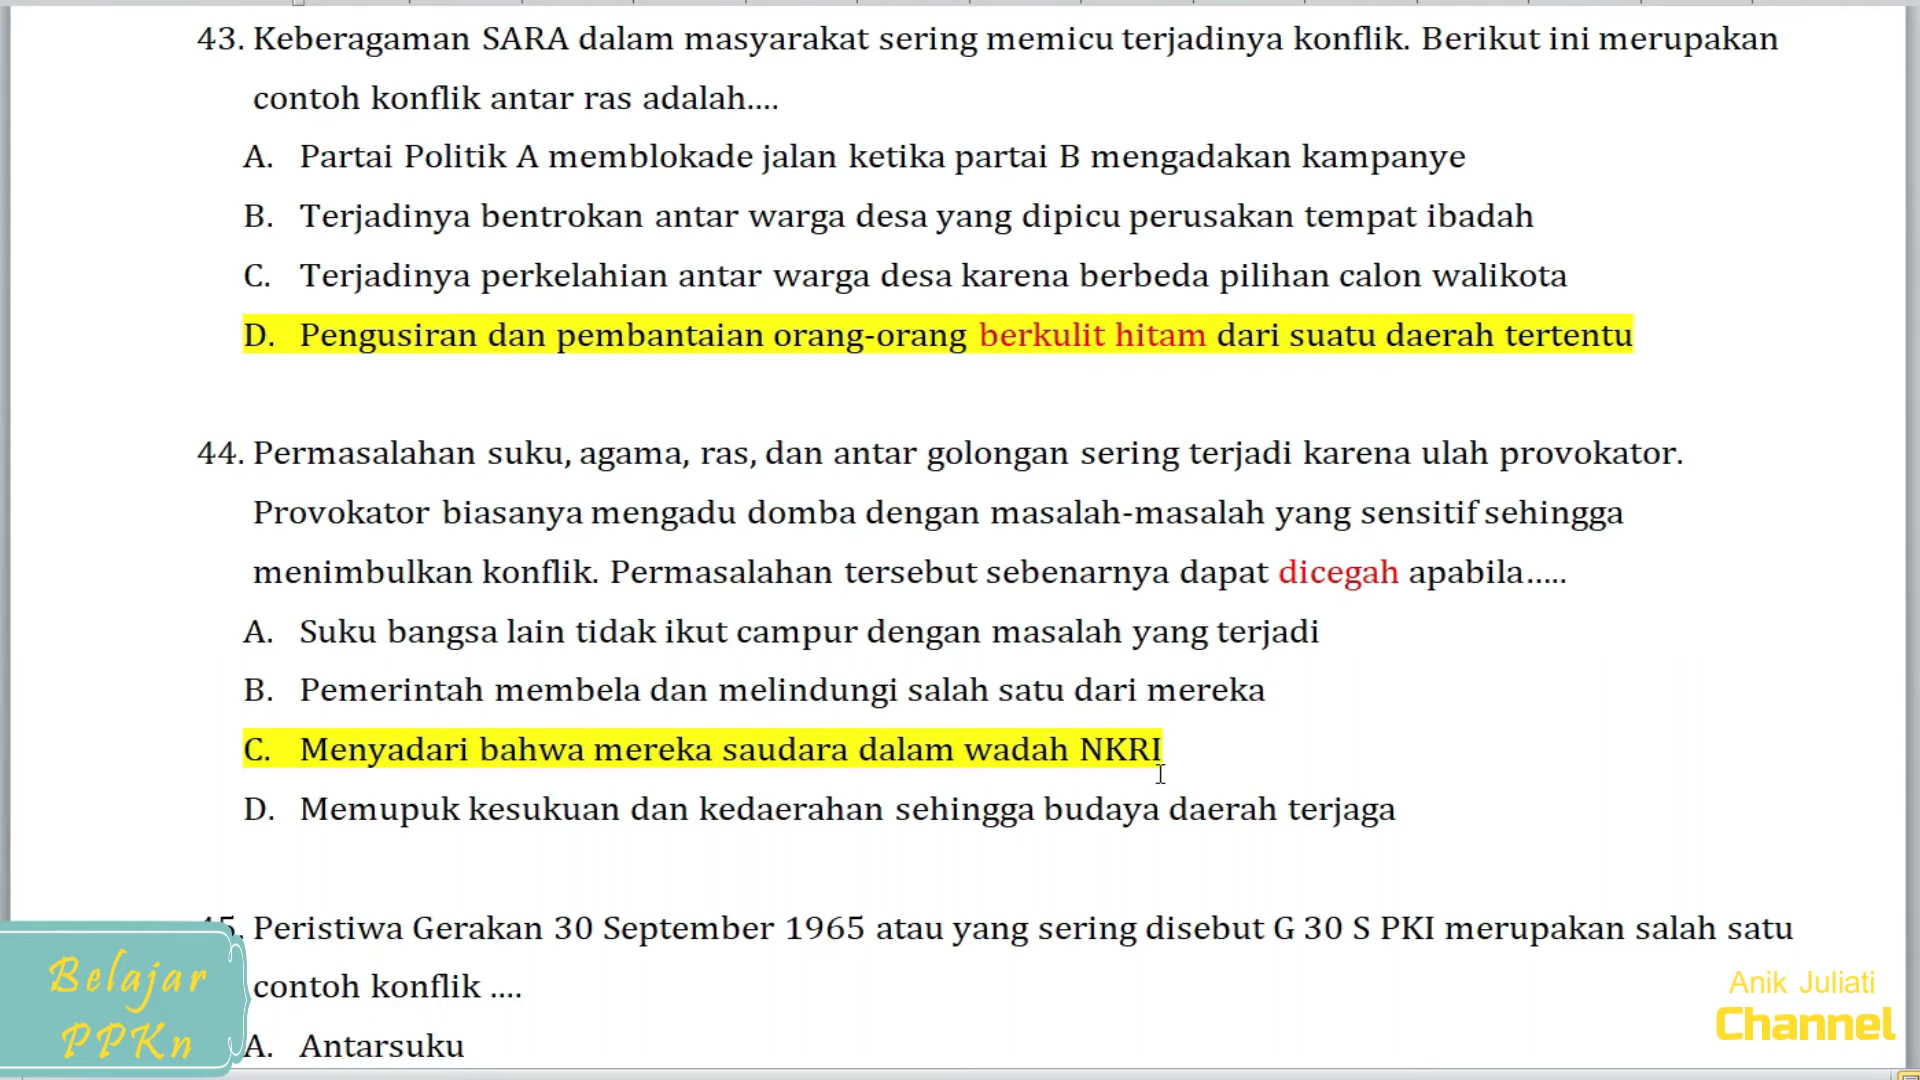 43. Keberagaman SARA dalam masyarakat sering memicu terjadinya konflik. Berikut ini merupakan
contoh konflik antar ras adalah....
A. Partai Politik A memblokade jalan ketika partai B mengadakan kampanye
B. Terjadinya bentrokan antar warga desa yang dipicu perusakan tempat ibadah
C. Terjadinya perkelahian antar warga desa karena berbeda pilihan calon walikota
D. Pengusiran dan pembantaian orang-orang berkulit hitam dari suatu daerah tertentu
44. Permasalahan suku, agama, ras, dan antar golongan sering terjadi karena ulah provokator.
Provokator biasanya mengadu domba dengan masalah-masalah yang sensitif sehingga
menimbulkan konflik. Permasalahan tersebut sebenarnya dapat dicegah apabila.....
A. Suku bangsa lain tidak ikut campur dengan masalah yang terjadi
B. Pemerintah membela dan melindungi salah satu dari mereka
C. Menyadari bahwa mereka saudara dalam wadah NKRI
D. Memupuk kesukuan dan kedaerahan sehingga budaya daerah terjaga
45. Peristiwa Gerakan 30 September 1965 atau yang sering disebut G 30 S PKI merupakan salah satu
contoh konflik ....
A. Antarsuku
Belajar
PPKn
Anik Juliati
Channel